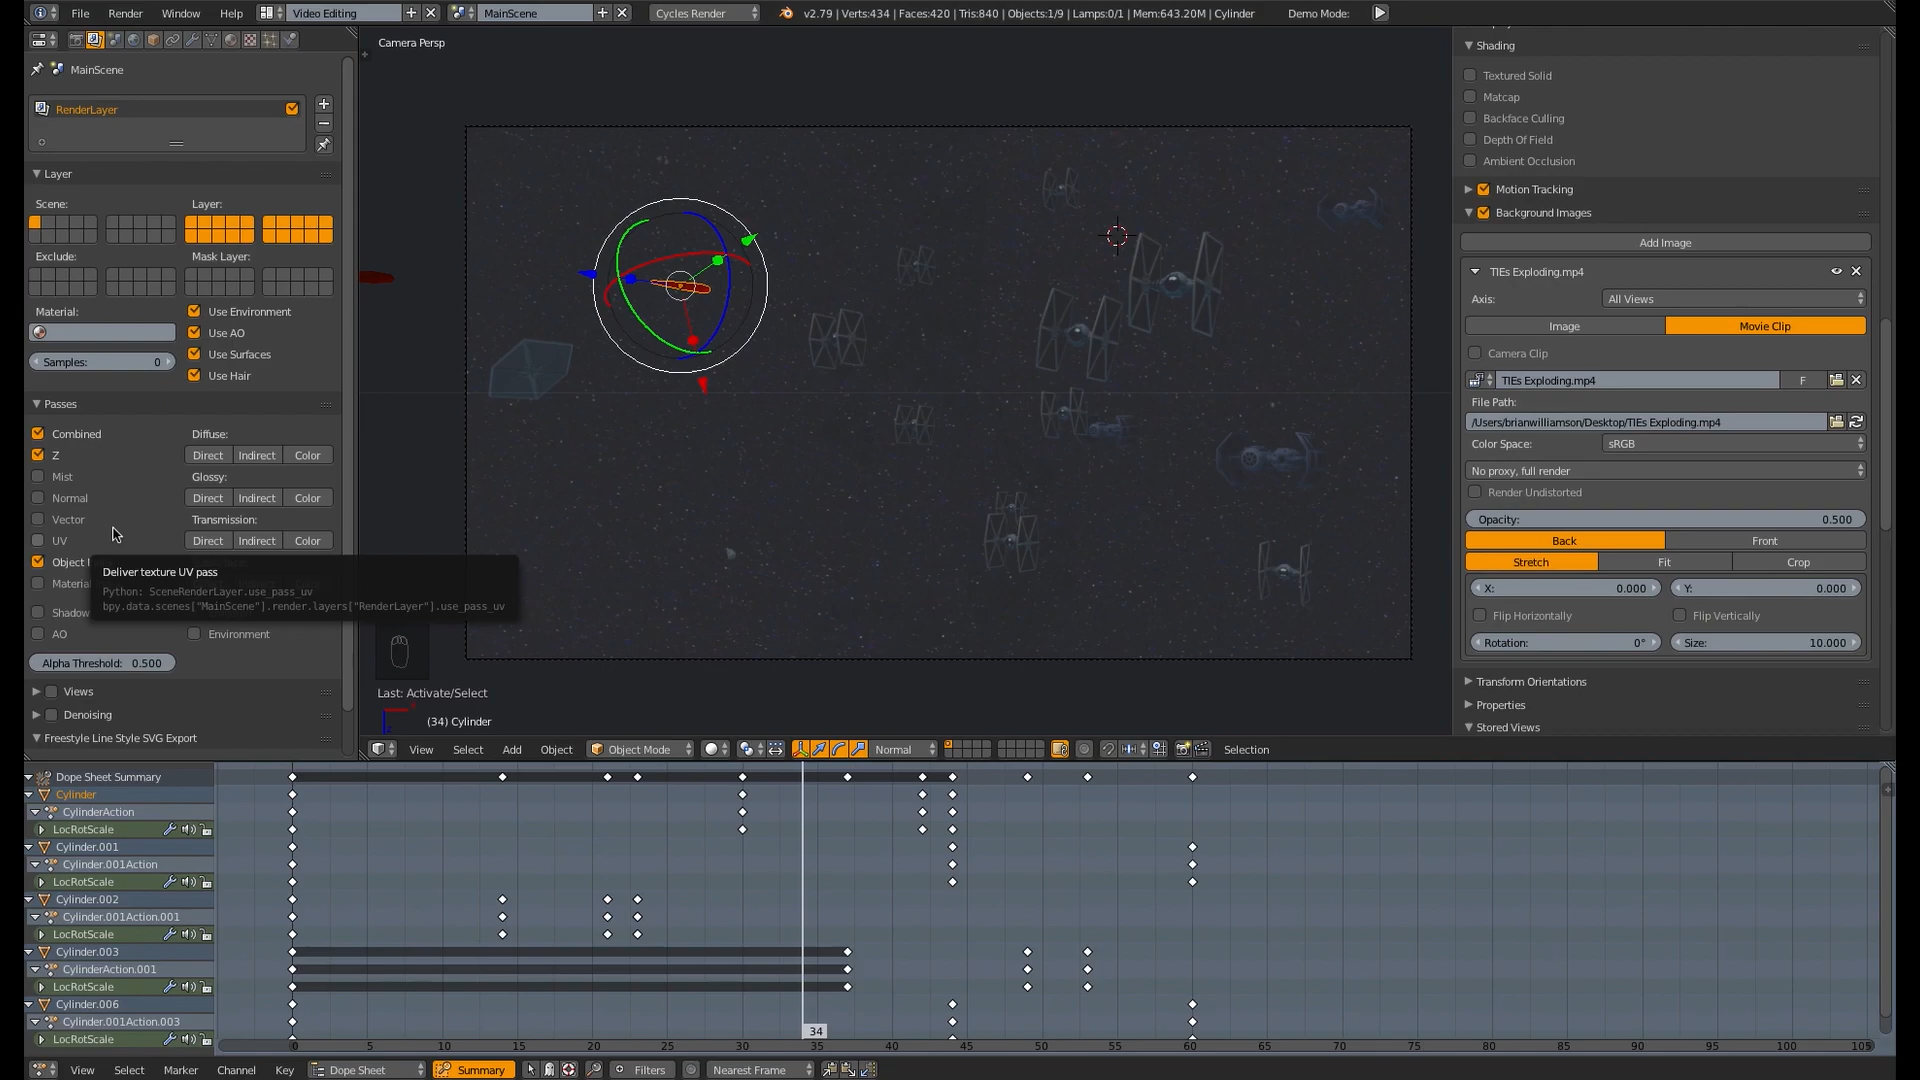 File Render Window Help Video Editing MainScene Cycles Render v2.79 | Verts:434 | Faces:420 | Tris:840 | Objects:1/9 | Lamps:0/1 | Mem:643.20M | Cylinder Demo Mode:
MainScene
RenderLayer
Layer
Scene: Layer:
Exclude: Mask Layer:
Material: Use Environment
Use AO
Samples: 0 Use Surfaces
Use Hair
Passes
Combined Diffuse:
Z Direct Indirect Color
Mist Glossy:
Normal Direct Indirect Color
Vector Transmission:
UV Direct Indirect Color
Object
Deliver texture UV pass
Material
Python: SceneRenderLayer.use_pass_uv
bpy.data.scenes["MainScene"].render.layers["RenderLayer"].use_pass_uv
Shadow
AO Environment
Alpha Threshold: 0.500
Views
Denoising
Freestyle Line Style SVG Export
Camera Persp
Last: Activate/Select
(34) Cylinder
View Select Add Object Object Mode Normal Selection
Shading
Textured Solid
Matcap
Backface Culling
Depth Of Field
Ambient Occlusion
Motion Tracking
Background Images
Add Image
TIEs Exploding.mp4
Axis: All Views
Image Movie Clip
Camera Clip
TIEs Exploding.mp4 F
File Path:
/Users/brianwilliamson/Desktop/TIEs Exploding.mp4
Color Space: sRGB
No proxy, full render
Render Undistorted
Opacity: 0.500
Back Front
Stretch Fit Crop
X: 0.000 Y: 0.000
Flip Horizontally Flip Vertically
Rotation: 0° Size: 10.000
Transform Orientations
Properties
Stored Views
Dope Sheet Summary
Cylinder
CylinderAction
LocRotScale
Cylinder.001
Cylinder.001Action
LocRotScale
Cylinder.002
Cylinder.001Action.001
LocRotScale
Cylinder.003
CylinderAction.001
LocRotScale
Cylinder.006
Cylinder.001Action.003
LocRotScale
34
0 5 10 15 20 25 30 35 40 45 50 55 60 65 70 75 80 85 90 95 100 105
View Select Marker Channel Key Dope Sheet Summary Filters Nearest Frame